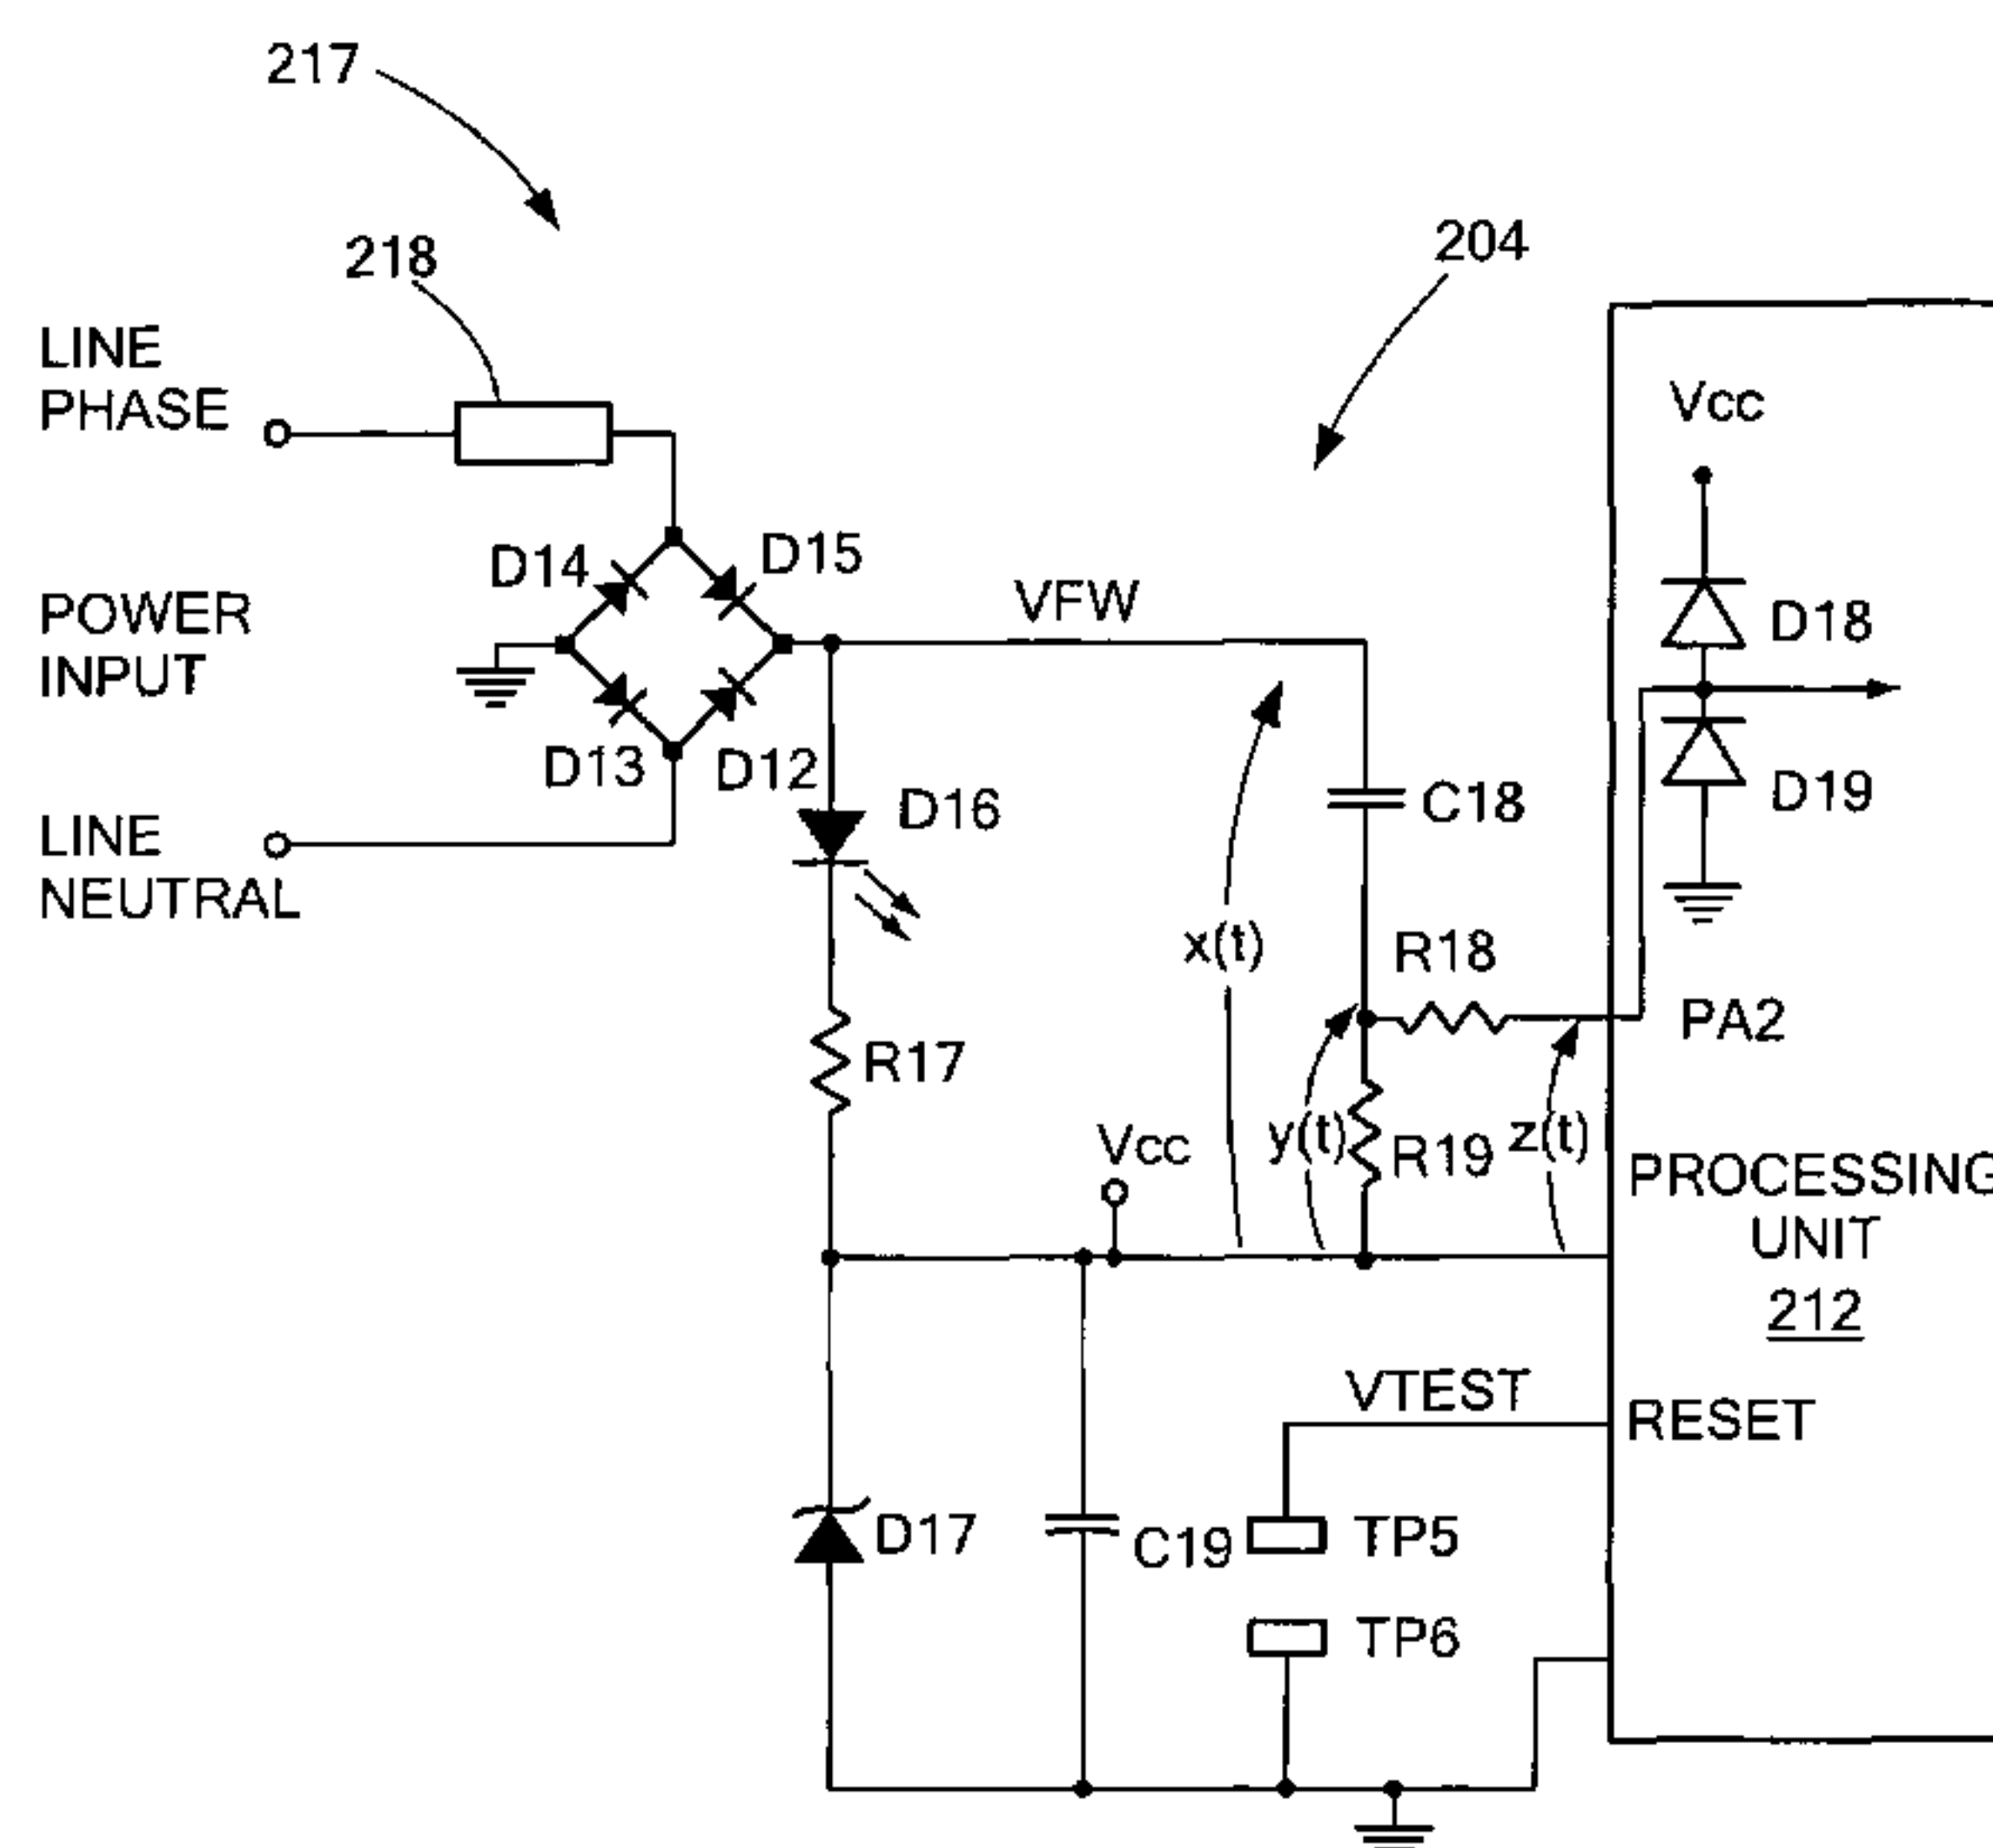 217
218
204
LINE
PHASE
Vcc
D14
D15
VFW
D18
POWER
INPUT
D13
D12
D16
C18
D19
LINE
NEUTRAL
x(t)
R18
PA2
R17
Vcc
y(t)
R19
z(t)
PROCESSING
UNIT
212
VTEST
RESET
D17
C19
TP5
TP6